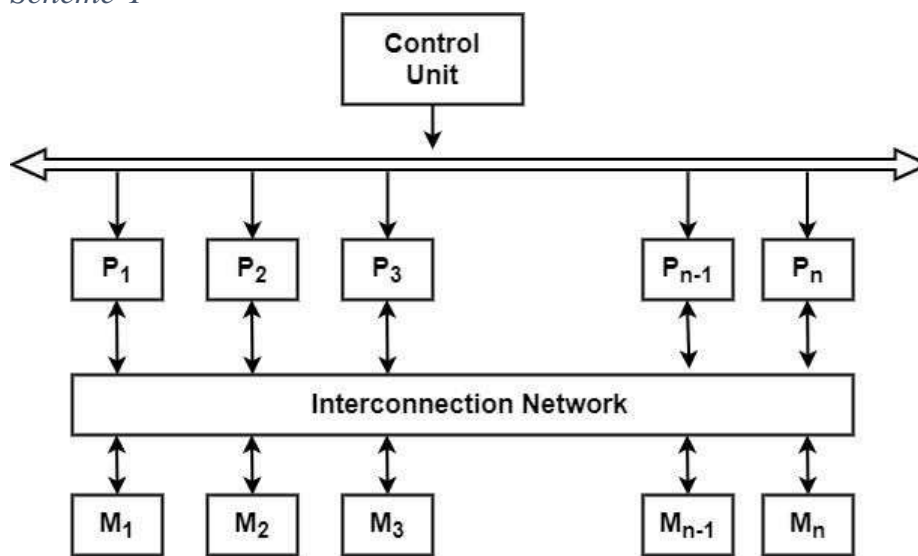 Control
Unit
P1 P2 P3 Pn-1 Pn
Interconnection Network
M1 M2 M3 Mn-1 Mn